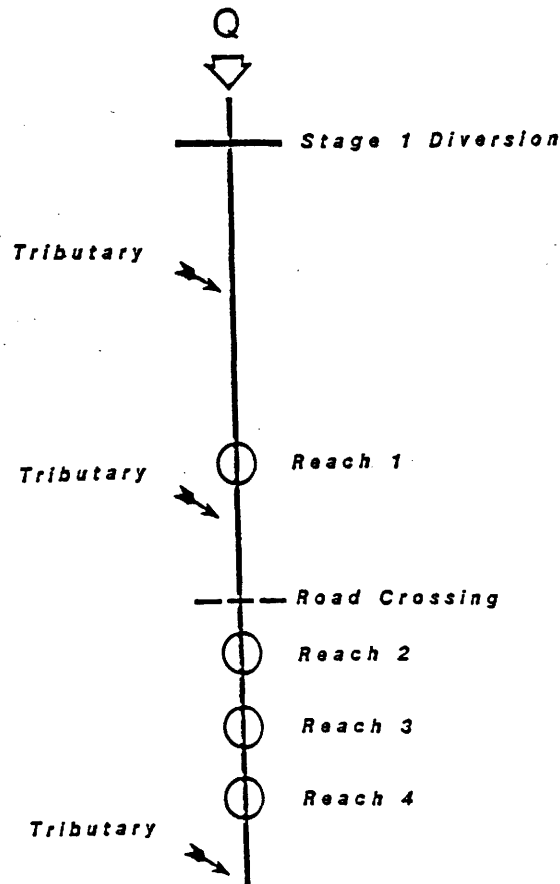 Q
Stage 1 Diversion
Tributary
Reach 1
Tributary
Road Crossing
Reach 2
Reach 3
Reach 4
Tributary